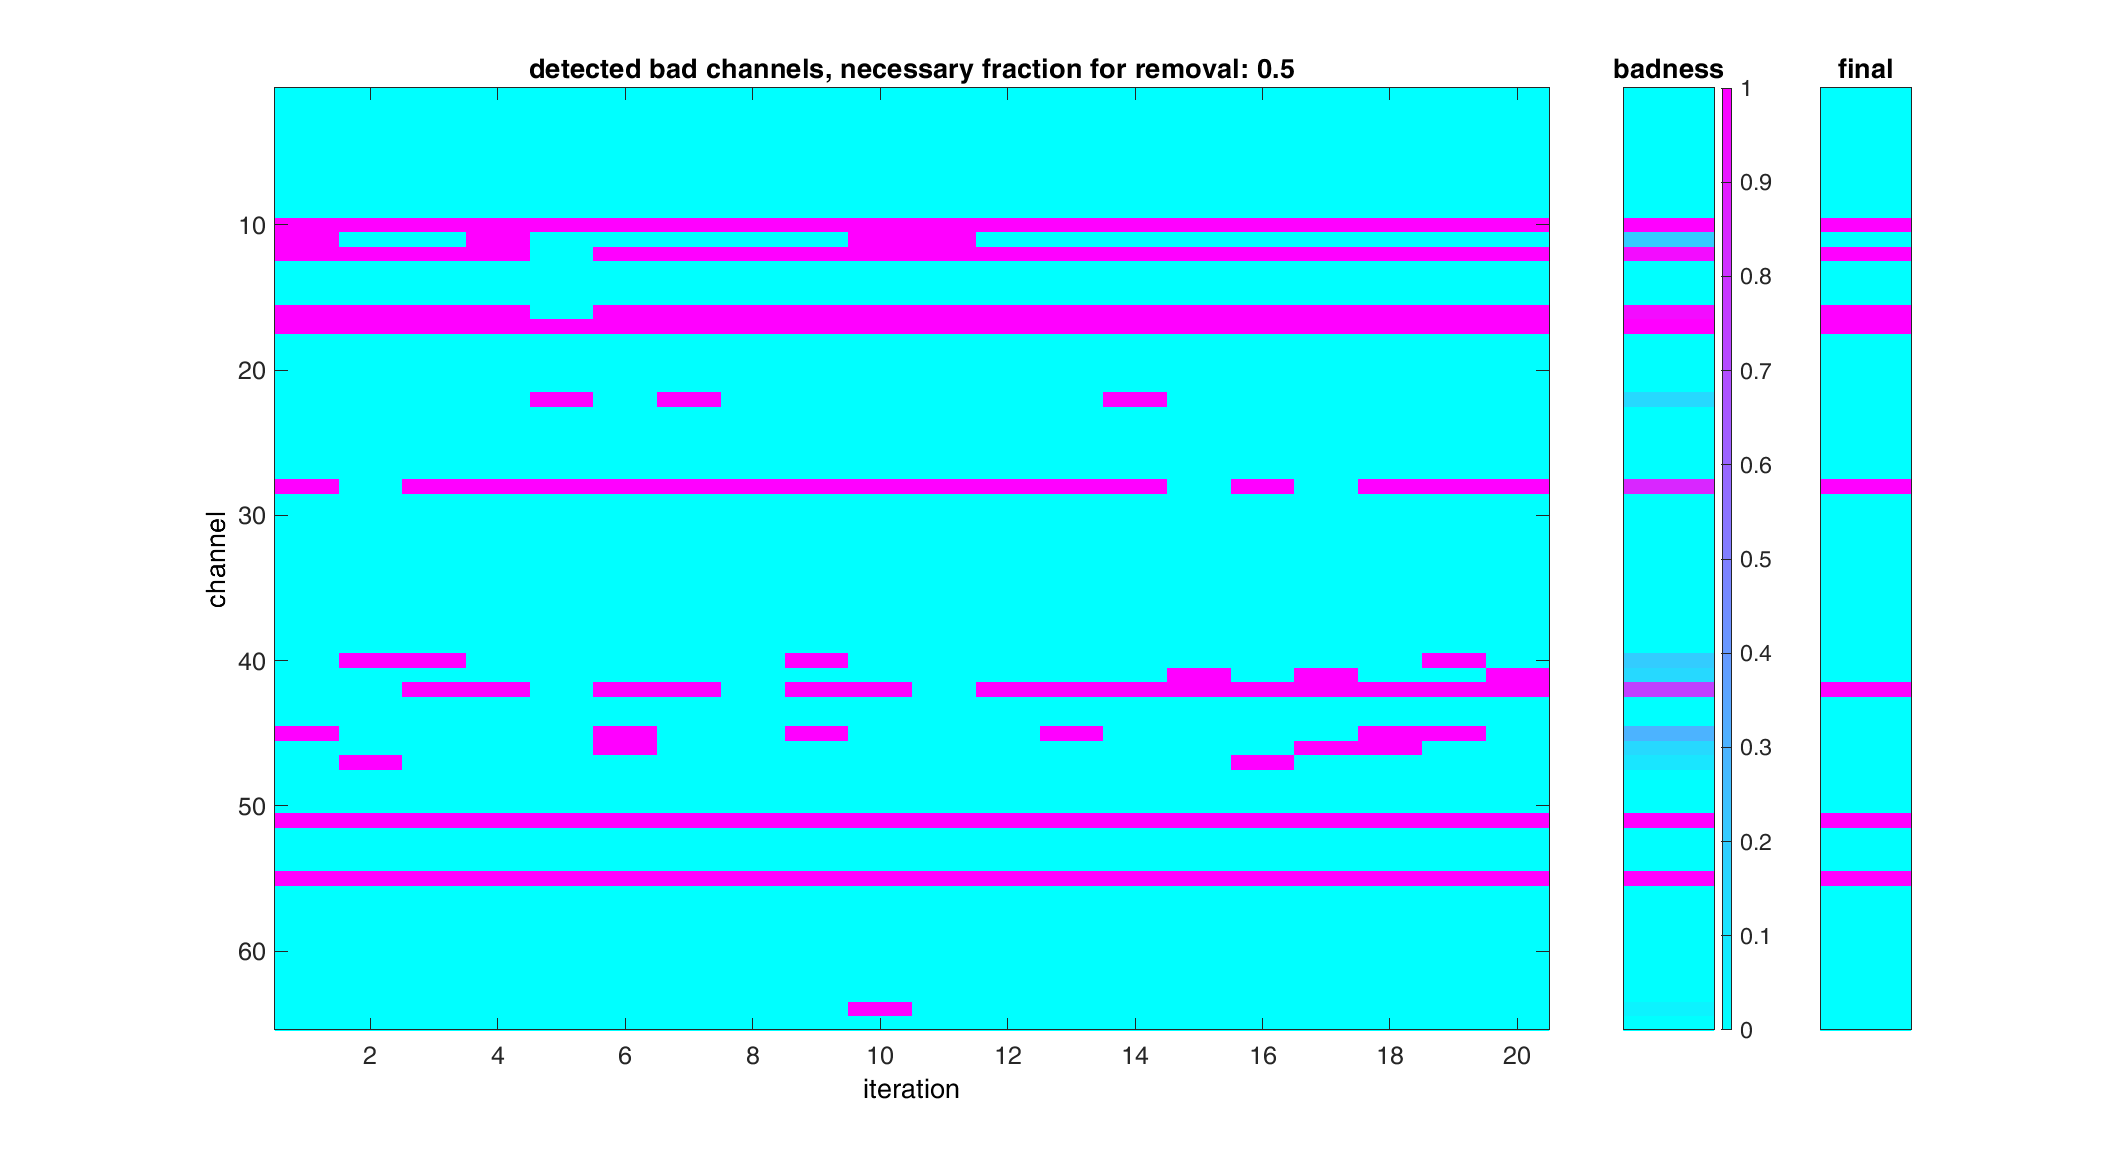 detected bad channels, necessary fraction for removal: 0.5
badness
final
channel
10
20
30
40
50
60
2 4 6 8 10 12 14 16 18 20
iteration
1
0.9
0.8
0.7
0.6
0.5
0.4
0.3
0.2
0.1
0